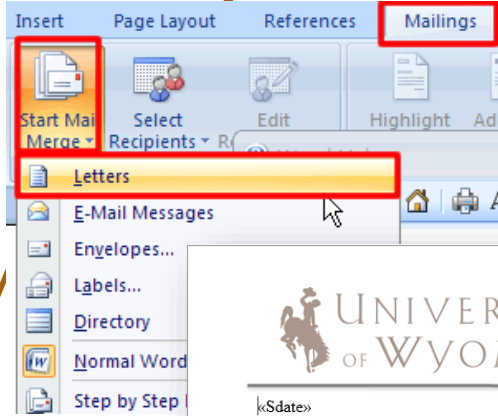 Insert Page Layout References Mailings
Start Mail Select Edit Highlight
Merge Recipients
Letters
E-Mail Messages
Envelopes...
Labels...
Directory
Normal Word
Step by Step
UNIVER
OF WYO
«Sdate»